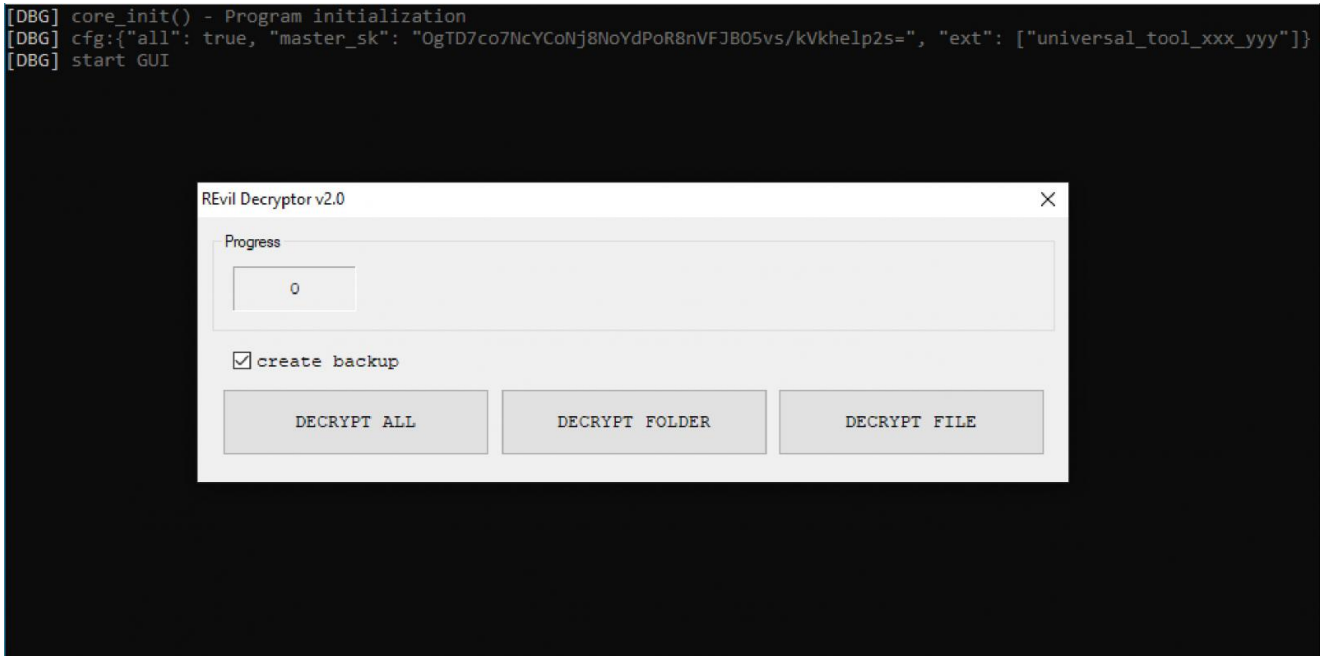 [DBG] core_init() - Program initialization
[DBG] cfg:{"all": true, "master_sk": "OgTD7co7NcYCoNj8NoYdPoR8nVFJBO5vs/kVkhelp2s=", "ext": ["universal_tool_xxx_yyy"]}
[DBG] start GUI
REvil Decryptor v2.0
Progress
0
create backup
DECRYPT ALL DECRYPT FOLDER DECRYPT FILE